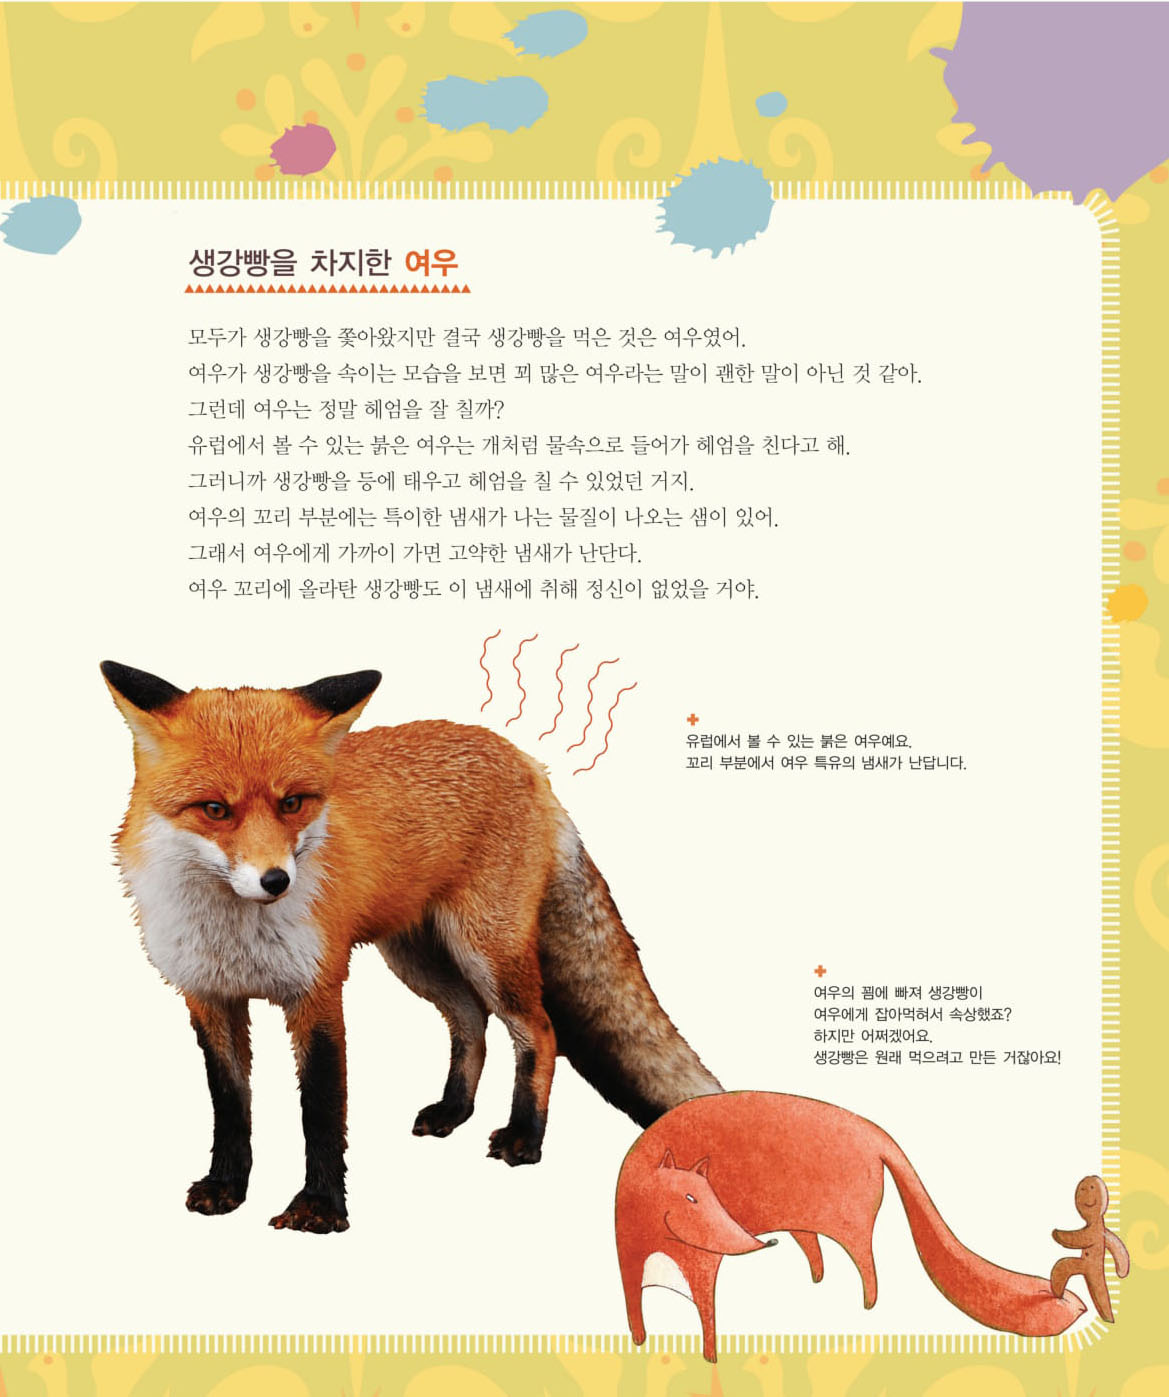 생강빵을 차지한 여우
모두가 생강빵을 쫓아왔지만 결국 생강빵을 먹은 것은 여우였어.
여우가 생강빵을 속이는 모습을 보면 꾀 많은 여우라는 말이 괜한 말이 아닌 것 같아.
그런데 여우는 정말 헤엄을 잘 칠까?
유럽에서 볼 수 있는 붉은 여우는 개처럼 물속으로 들어가 헤엄을 친다고 해.
그러니까 생강빵을 등에 태우고 헤엄을 칠 수 있었던 거지.
여우의 꼬리 부분에는 특이한 냄새가 나는 물질이 나오는 샘이 있어.
그래서 여우에게 가까이 가면 고약한 냄새가 난단다.
여우 꼬리에 올라탄 생강빵도 이 냄새에 취해 정신이 없었을 거야.
유럽에서 볼 수 있는 붉은 여우예요.
꼬리 부분에서 여우 특유의 냄새가 난답니다.
여우의 꾐에 빠져 생강빵이
여우에게 잡아먹혀서 속상했죠?
하지만 어쩌겠어요.
생강빵은 원래 먹으려고 만든 거잖아요!